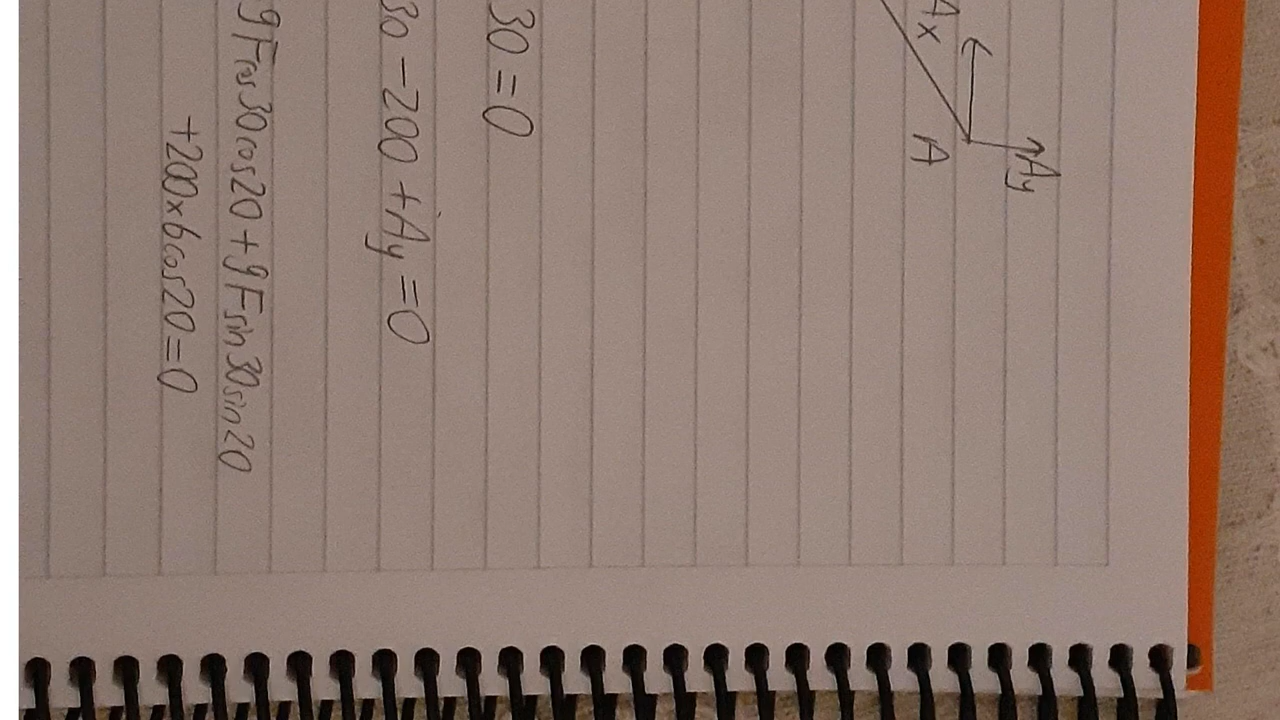 Ay
Ax
A
30 = 0
30 - 200 + Ay = 0
9Fcos30cos20 + 9Fsin30sin20
+200×6cos20 = 0